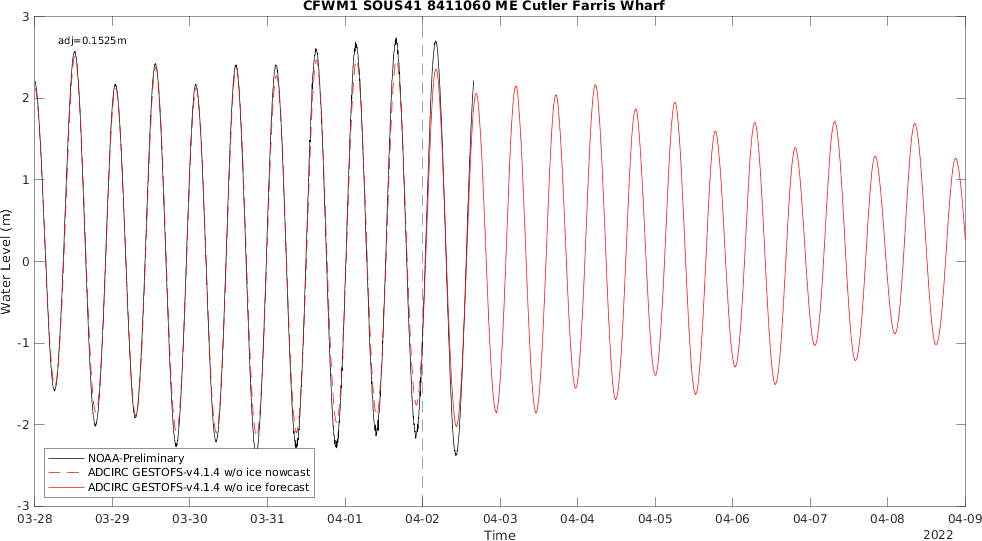 CFWM1 SOUS41 8411060 ME Cutler Farris Wharf
adj=0.1525m
3
2
1
0
-1
-2
-3
Water Level (m)
NOAA-Preliminary
ADCIRC GESTOFS-v4.1.4 w/o ice nowcast
ADCIRC GESTOFS-v4.1.4 w/o ice forecast
03-28 03-29 03-30 03-31 04-01 04-02 04-03 04-04 04-05 04-06 04-07 04-08 04-09
Time
2022